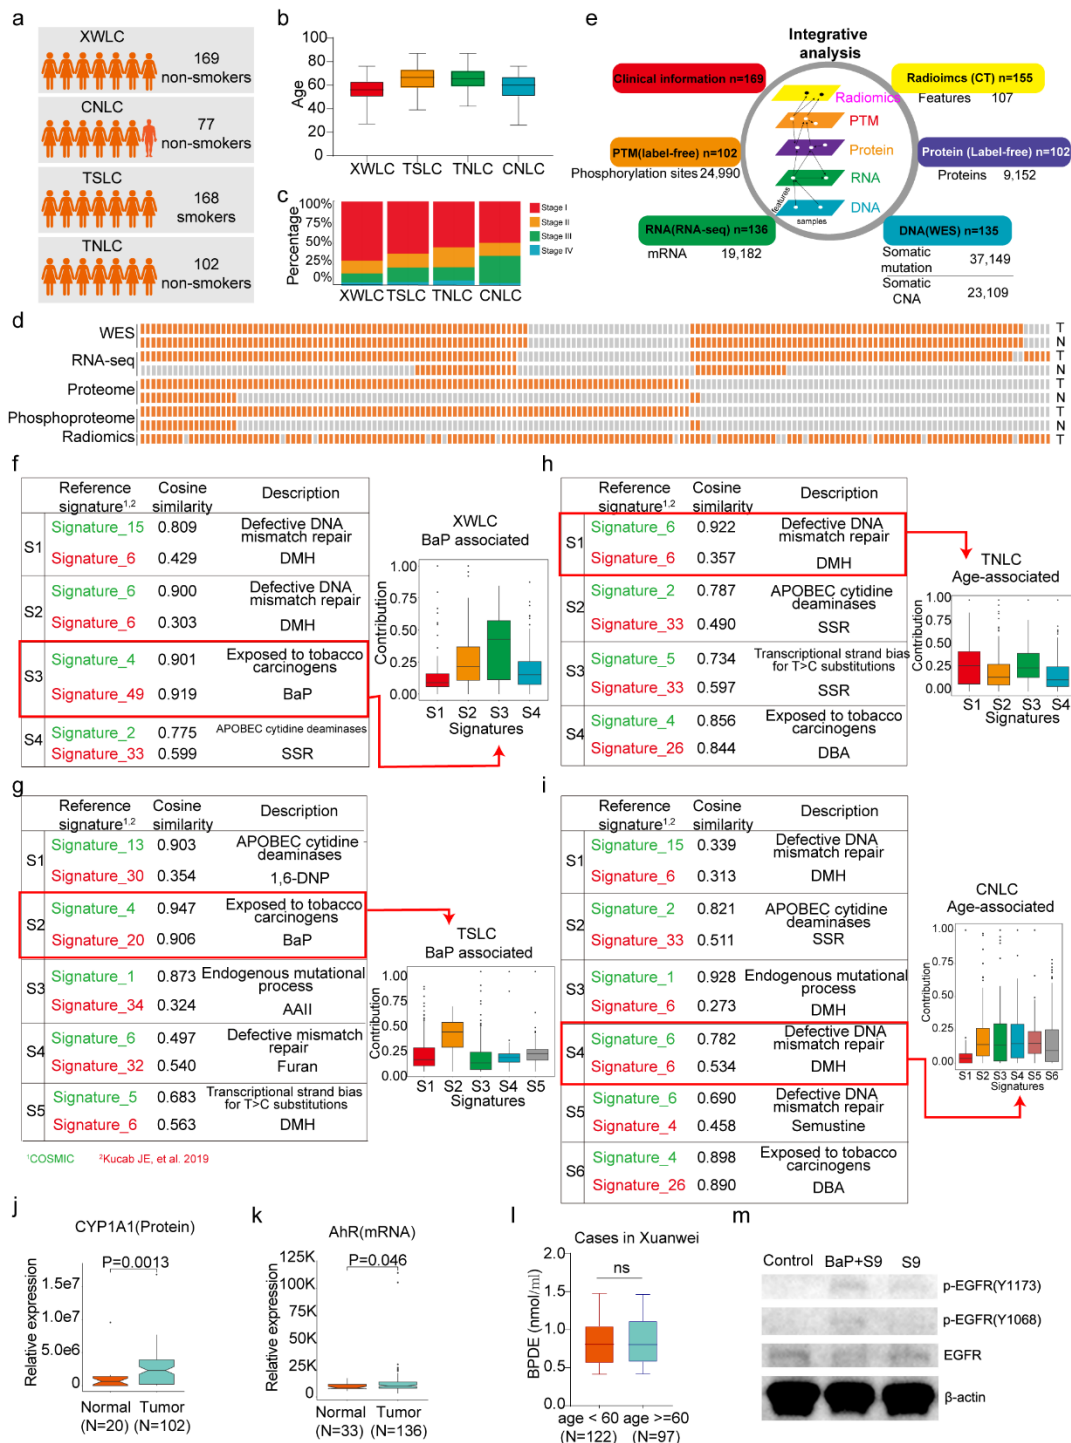 a
XWLC
169
non-smokers
CNLC
77
non-smokers
TSLC
168
smokers
TNLC
102
non-smokers
b
Age
100
80
60
40
20
0
XWLC TSLC TNLC CNLC
c
Percentage
100%
75%
50%
25%
0%
XWLC TSLC TNLC CNLC
Stage I
Stage II
Stage III
Stage IV
e
Integrative
analysis
Clinical information n=169
Radioimcs (CT) n=155
Features 107
PTM(label-free) n=102
Phosphorylation sites 24,990
Protein (Label-free) n=102
Proteins 9,152
RNA(RNA-seq) n=136
mRNA 19,182
DNA(WES) n=135
Somatic
mutation 37,149
Somatic
CNA 23,109
Radiomics
PTM
Protein
RNA
DNA
features
samples
d
WES T
N
RNA-seq T
N
Proteome T
N
Phosphoproteome T
N
Radiomics T
f
Reference
signature1,2
Cosine
similarity
Description
S1
Signature_15 0.809 Defective DNA
mismatch repair
Signature_6 0.429 DMH
S2
Signature_6 0.900 Defective DNA
mismatch repair
Signature_6 0.303 DMH
S3
Signature_4 0.901 Exposed to tobacco
carcinogens
Signature_49 0.919 BaP
S4
Signature_2 0.775 APOBEC cytidine deaminases
Signature_33 0.599 SSR
XWLC
BaP associated
Contribution
1.00
0.75
0.50
0.25
0.00
S1 S2 S3 S4
Signatures
h
Reference
signature1,2
Cosine
similarity
Description
S1
Signature_6 0.922 Defective DNA
mismatch repair
Signature_6 0.357 DMH
S2
Signature_2 0.787 APOBEC cytidine
deaminases
Signature_33 0.490 SSR
S3
Signature_5 0.734 Transcriptional strand bias
for T>C substitutions
Signature_33 0.597 SSR
S4
Signature_4 0.856 Exposed to tobacco
carcinogens
Signature_26 0.844 DBA
TNLC
Age-associated
Contribution
1.00
0.75
0.50
0.25
0.00
S1 S2 S3 S4
Signatures
g
Reference
signature1,2
Cosine
similarity
Description
S1
Signature_13 0.903 APOBEC cytidine
deaminases
Signature_30 0.354 1,6-DNP
S2
Signature_4 0.947 Exposed to tobacco
carcinogens
Signature_20 0.906 BaP
S3
Signature_1 0.873 Endogenous mutational
process
Signature_34 0.324 AAII
S4
Signature_6 0.497 Defective mismatch
repair
Signature_32 0.540 Furan
S5
Signature_5 0.683 Transcriptional strand bias
for T>C substitutions
Signature_6 0.563 DMH
1COSMIC 2Kucab JE, et al. 2019
TSLC
BaP associated
Contribution
1.00
0.75
0.50
0.25
0.00
S1 S2 S3 S4 S5
Signatures
i
Reference
signature1,2
Cosine
similarity
Description
S1
Signature_15 0.339 Defective DNA
mismatch repair
Signature_6 0.313 DMH
S2
Signature_2 0.821 APOBEC cytidine
deaminases
Signature_33 0.511 SSR
S3
Signature_1 0.928 Endogenous mutational
process
Signature_6 0.273 DMH
S4
Signature_6 0.782 Defective DNA
mismatch repair
Signature_6 0.534 DMH
S5
Signature_6 0.690 Defective DNA
mismatch repair
Signature_4 0.458 Semustine
S6
Signature_4 0.898 Exposed to tobacco
carcinogens
Signature_26 0.890 DBA
CNLC
Age-associated
Contribution
1.00
0.75
0.50
0.25
0.00
S1 S2 S3 S4 S5 S6
Signatures
j
CYP1A1(Protein)
P=0.0013
Relative expression
1.5e7
1.0e7
5.0e6
0
Normal
(N=20)
Tumor
(N=102)
k
AhR(mRNA)
P=0.046
Relative expression
125K
100K
75K
50K
25K
0
Normal
(N=33)
Tumor
(N=136)
l
Cases in Xuanwei
ns
BPDE (nmol/ml)
2.0
1.5
1.0
0.5
0
age < 60
(N=122)
age >=60
(N=97)
m
Control BaP+S9 S9
p-EGFR(Y1173)
p-EGFR(Y1068)
EGFR
β-actin